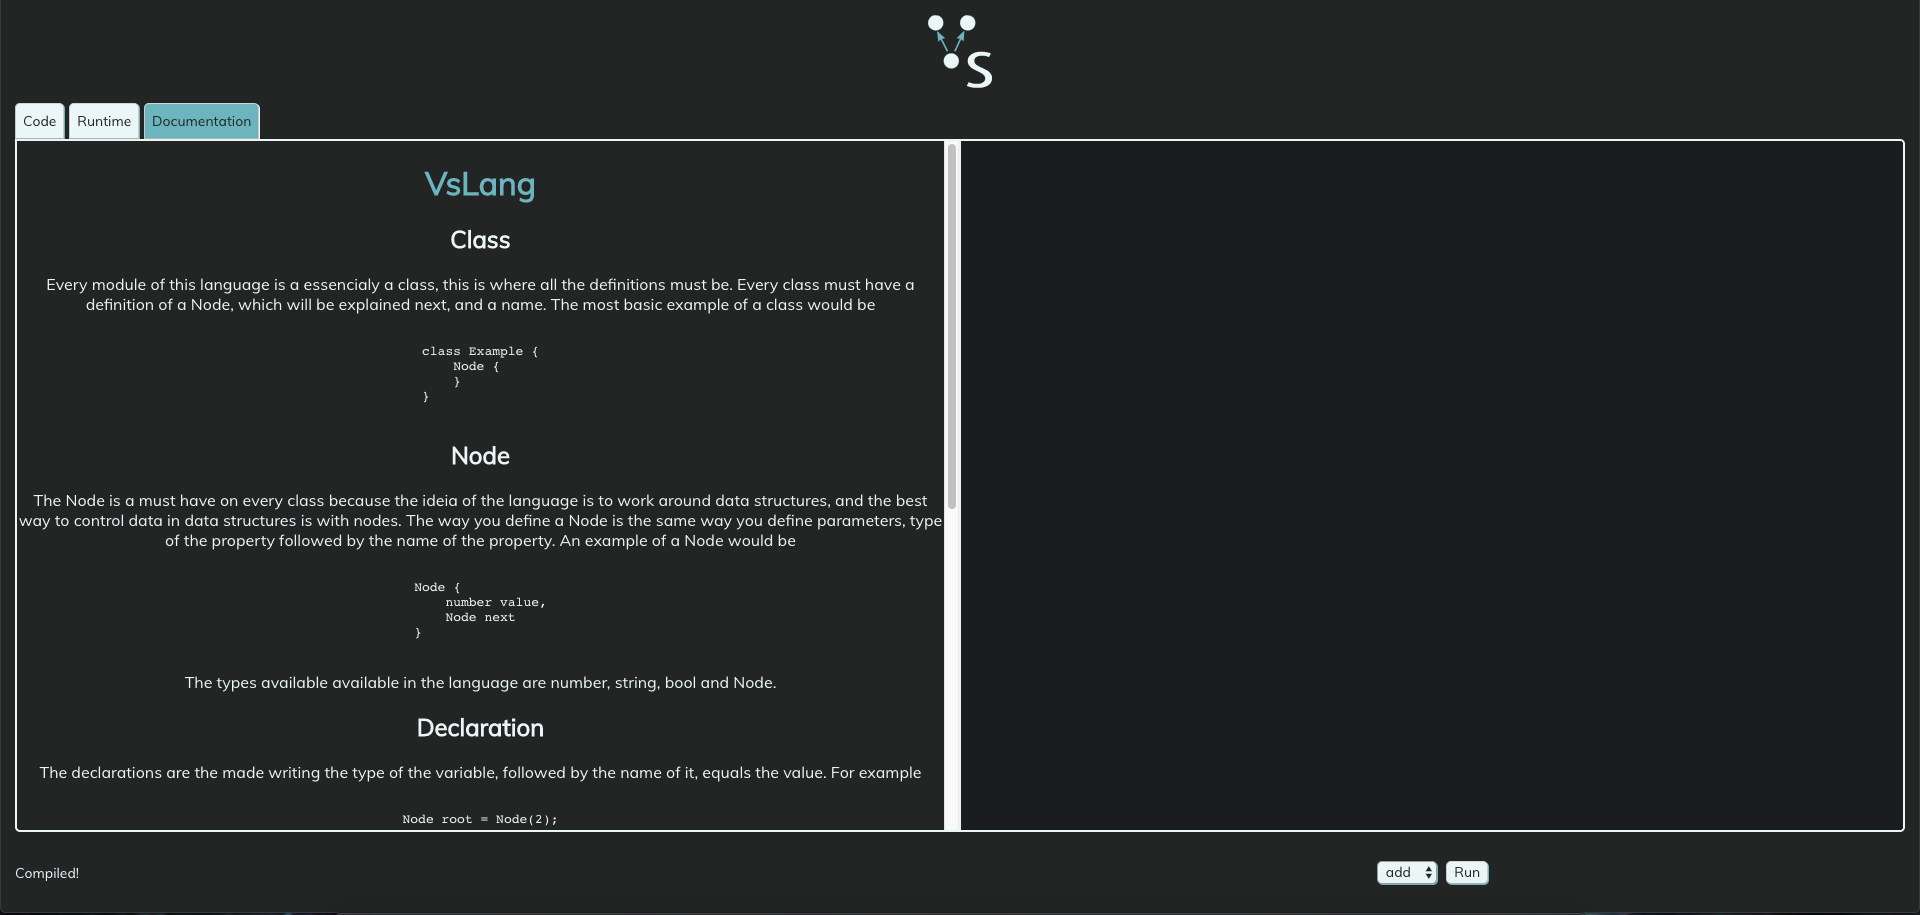 S
Code Runtime Documentation
VsLang
Class
Every module of this language is a essencialy a class, this is where all the definitions must be. Every class must have a
definition of a Node, which will be explained next, and a name. The most basic example of a class would be
class Example {
    Node {
    }
}
Node
The Node is a must have on every class because the ideia of the language is to work around data structures, and the best
way to control data in data structures is with nodes. The way you define a Node is the same way you define parameters, type
of the property followed by the name of the property. An example of a Node would be
Node {
    number value,
    Node next
}
The types available available in the language are number, string, bool and Node.
Declaration
The declarations are the made writing the type of the variable, followed by the name of it, equals the value. For example
Node root = Node(2);
Compiled!
add Run